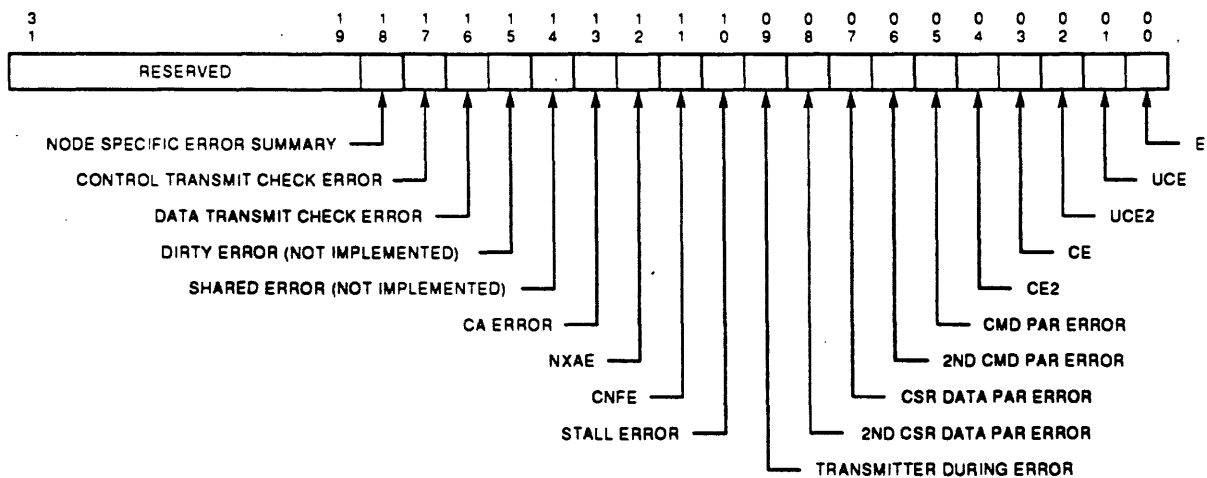 3 1 1 1 1 1 1 1 1 1 1 0 0 0 0 0 0 0 0 0 0
1 9 8 7 6 5 4 3 2 1 0 9 8 7 6 5 4 3 2 1 0
RESERVED
NODE SPECIFIC ERROR SUMMARY E
CONTROL TRANSMIT CHECK ERROR UCE
DATA TRANSMIT CHECK ERROR UCE2
DIRTY ERROR (NOT IMPLEMENTED) CE
SHARED ERROR (NOT IMPLEMENTED) CE2
CA ERROR CMD PAR ERROR
NXAE 2ND CMD PAR ERROR
CNFE CSR DATA PAR ERROR
STALL ERROR 2ND CSR DATA PAR ERROR
TRANSMITTER DURING ERROR